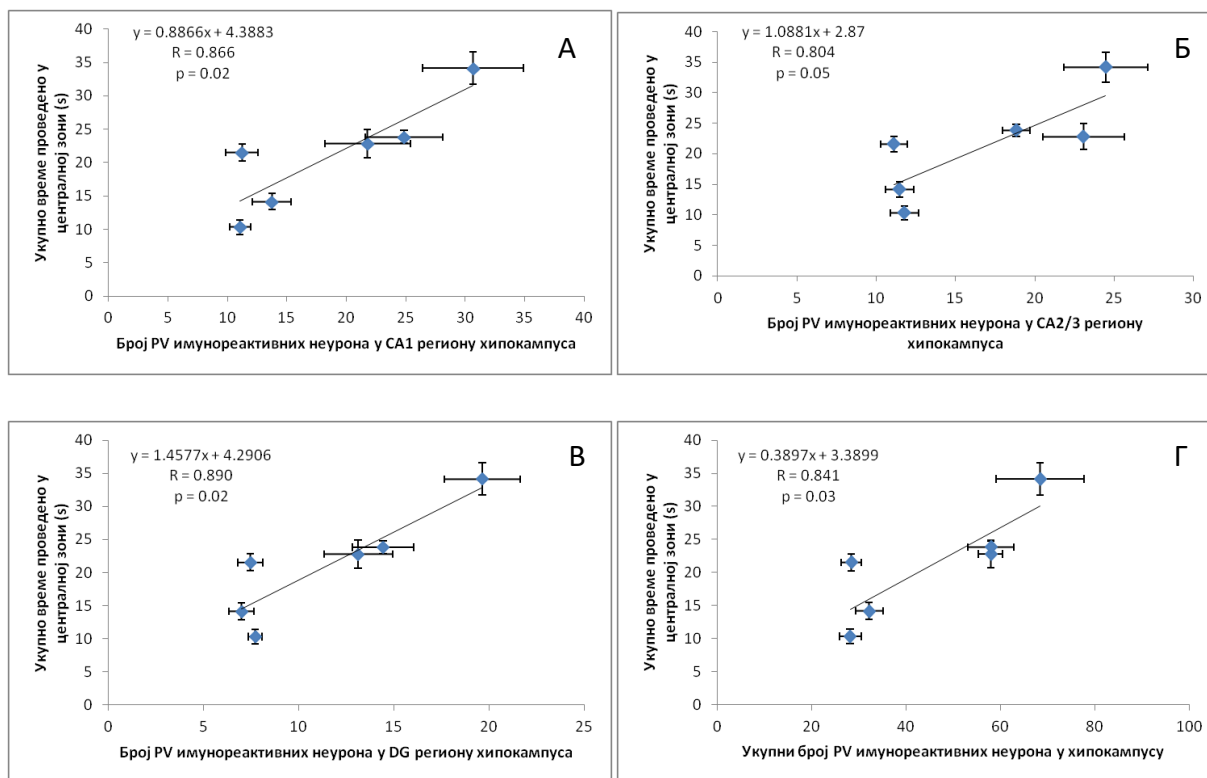 y = 0.8866x + 4.3883
R = 0.866
p = 0.02
А
Укупно време проведено у
централној зони (s)
40
35
30
25
20
15
10
5
0
0 5 10 15 20 25 30 35 40
Број PV имунореактивних неурона у CA1 региону хипокампуса
y = 1.0881x + 2.87
R = 0.804
p = 0.05
Б
Укупно време проведено у
централној зони (s)
40
35
30
25
20
15
10
5
0
0 5 10 15 20 25 30
Број PV имунореактивних неурона у CA2/3 региону
хипокампуса
y = 1.4577x + 4.2906
R = 0.890
p = 0.02
В
Укупно време проведено у
централној зони (s)
40
35
30
25
20
15
10
5
0
0 5 10 15 20 25
Број PV имунореактивних неурона у DG региону хипокампуса
y = 0.3897x + 3.3899
R = 0.841
p = 0.03
Г
Укупно време проведено у
централној зони (s)
40
35
30
25
20
15
10
5
0
0 20 40 60 80 100
Укупни број PV имунореактивних неурона у хипокампусу